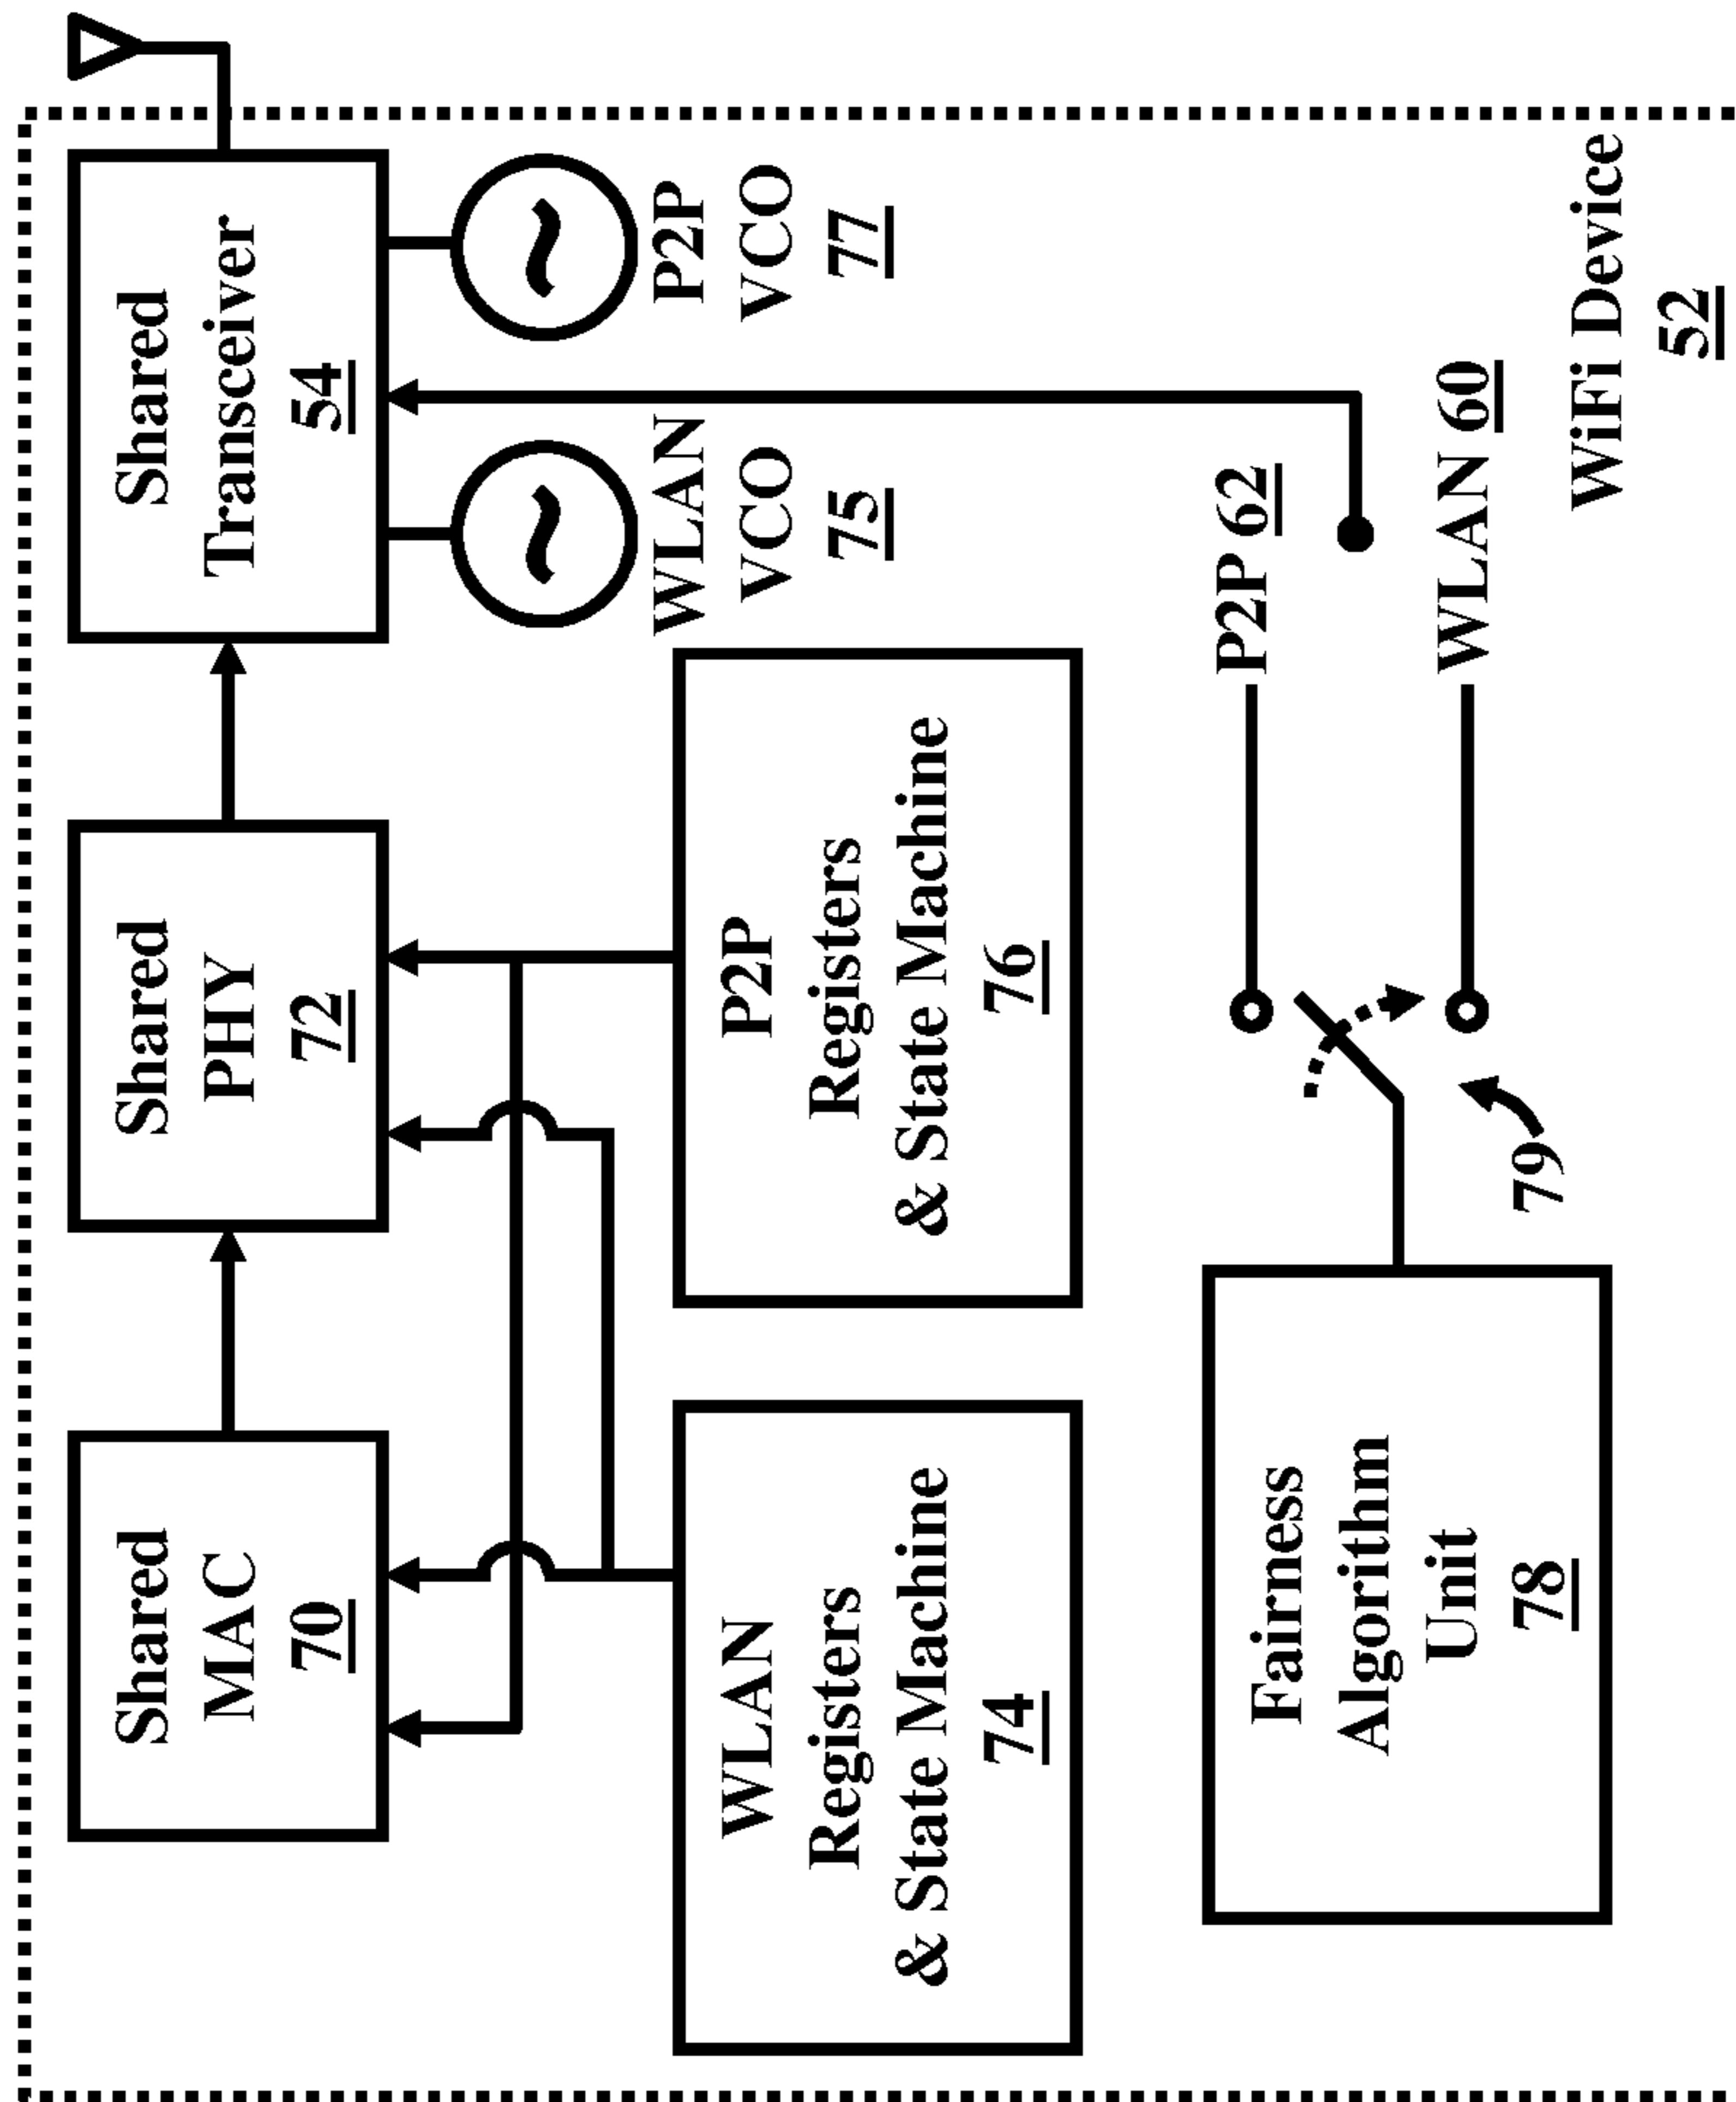 Shared
MAC
70
Shared
PHY
72
Shared
Transceiver
54
WLAN
VCO
75
P2P
VCO
77
WLAN
Registers
& State Machine
74
P2P
Registers
& State Machine
76
Fairness
Algorithm
Unit
78
79
P2P 62
WLAN 60
WiFi Device
52